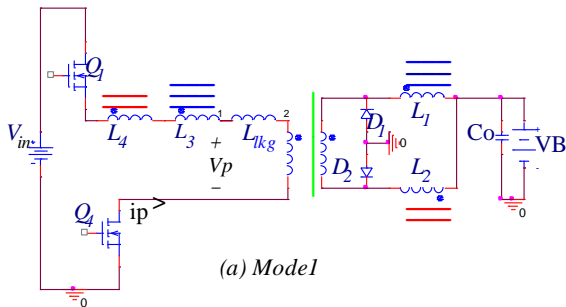 Q1
L4
L3
1
Llkg
2
L1
Vin
+
-
+
Vp
-
D1
0
D2
L2
Co
+
-
VB
0
Q4
ip >
0
(a) Mode1